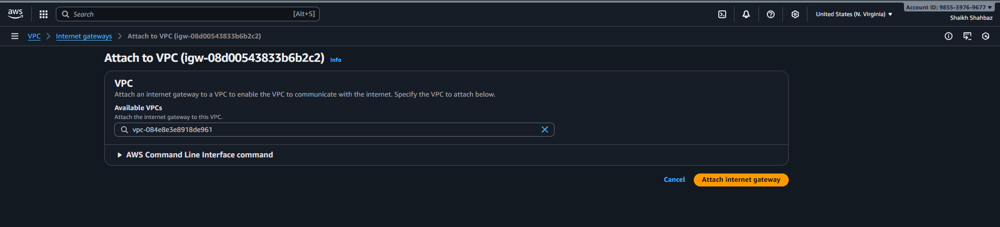 aws
Search [Alt+S]
United States (N. Virginia)
Account ID: 9855-3976-9677
Shaikh Shahbaz
VPC > Internet gateways > Attach to VPC (igw-08d00543833b6b2c2)
Attach to VPC (igw-08d00543833b6b2c2) Info
VPC
Attach an internet gateway to a VPC to enable the VPC to communicate with the internet. Specify the VPC to attach below.
Available VPCs
Attach the internet gateway to this VPC.
vpc-084e8e3e8918de961
AWS Command Line Interface command
Cancel Attach internet gateway